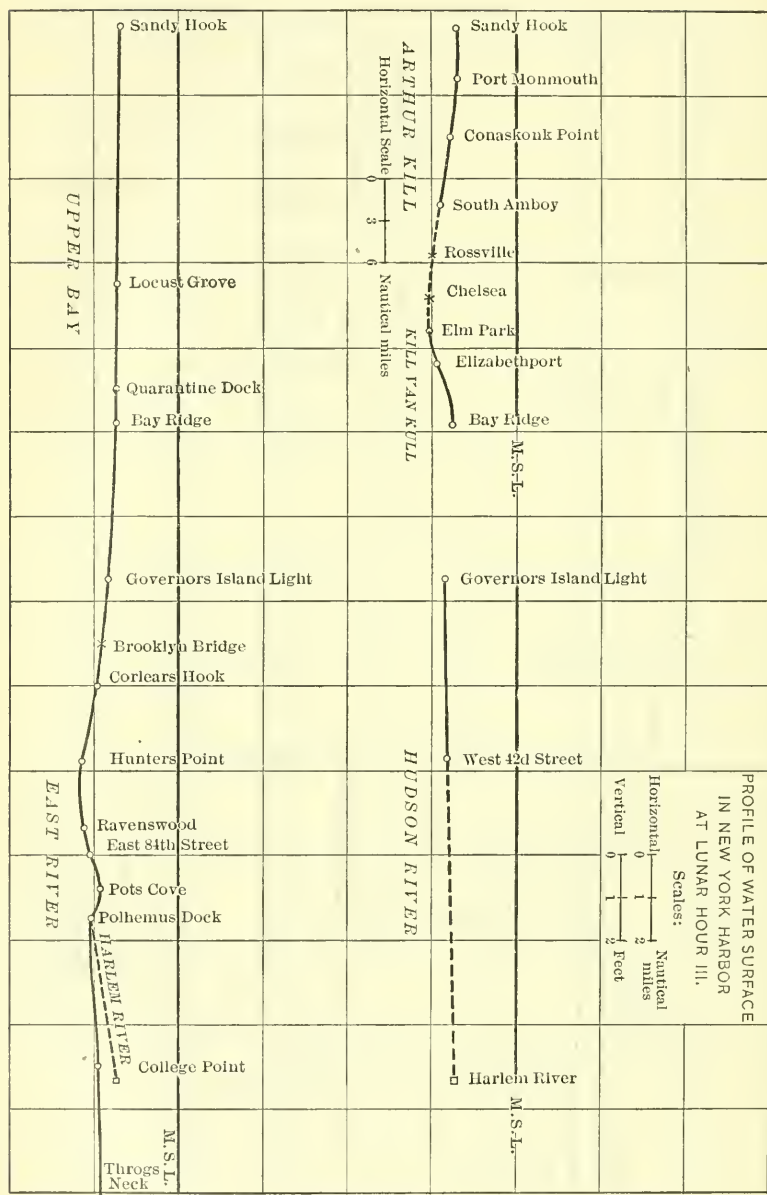 Sandy Hook
Locust Grove
Quarantine Dock
Bay Ridge
Governors Island Light
Brooklyn Bridge
Corlears Hook
Hunters Point
Ravenswood
East 84th Street
Pots Cove
Polhemus Dock
College Point
Throgs
Neck
UPPER BAY
EAST RIVER
HARLEM RIVER
M.S.L.
Sandy Hook
Port Monmouth
Conaskonk Point
South Amboy
Rossville
Chelsea
Elm Park
Elizabethport
Bay Ridge
ARTHUR KILL
Horizontal Scale
0 3 6
Nautical miles
KILL VAN KULL
M.S.L.
Governors Island Light
West 42d Street
Harlem River
HUDSON RIVER
M.S.L.
PROFILE OF WATER SURFACE
IN NEW YORK HARBOR
AT LUNAR HOUR III.
Scales:
Horizontal 0 1 2 Nautical miles
Vertical 0 1 2 Feet